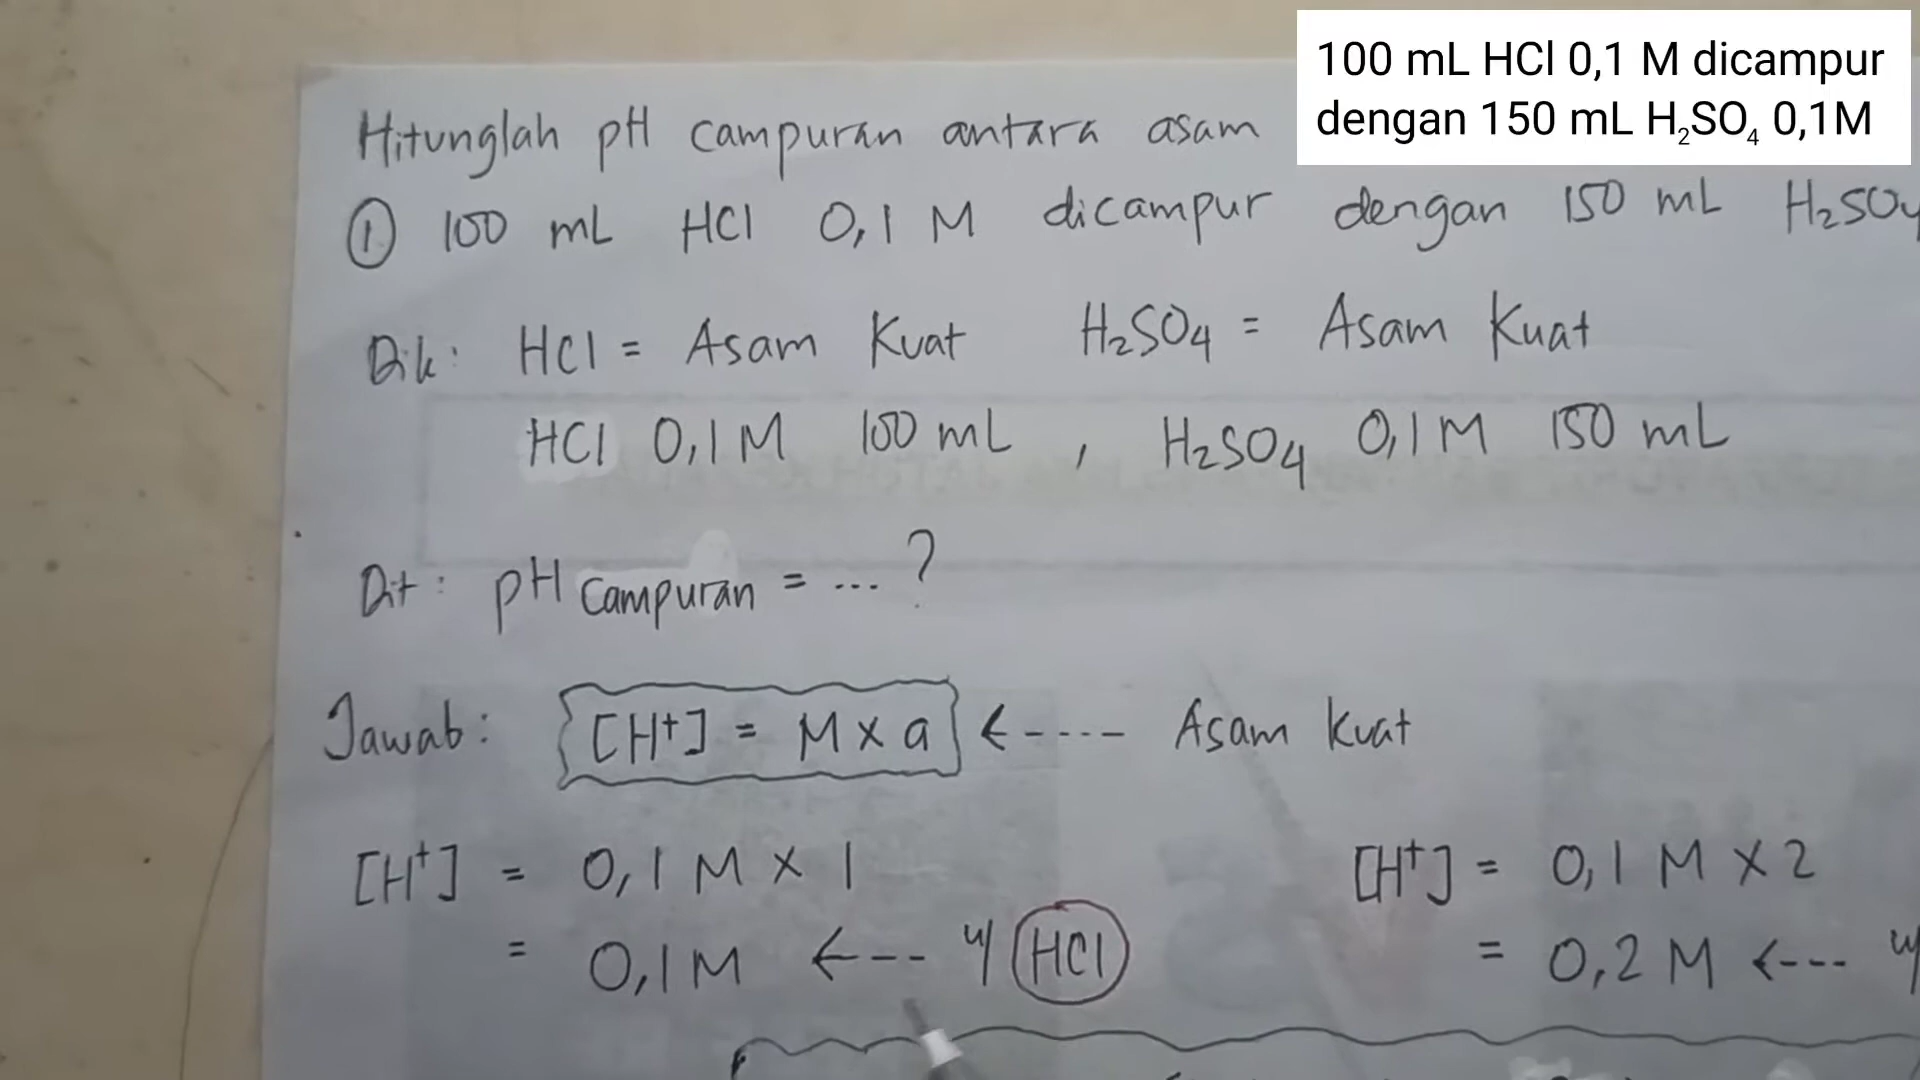 100 mL HCl 0,1 M dicampur
dengan 150 mL H₂SO₄ 0,1M
Hitunglah pH campuran antara asam
① 100 mL HCl 0,1 M dicampur dengan 150 mL H₂SO₄
Dik: HCl = Asam Kuat H₂SO₄ = Asam Kuat
HCl 0,1 M 100 mL , H₂SO₄ 0,1 M 150 mL
Dit: pH campuran = ... ?
Jawab: [H⁺] = M x a ←---- Asam Kuat
[H⁺] = 0,1 M x 1 [H⁺] = 0,1 M x 2
= 0,1 M ←--- u/ HCl = 0,2 M ←--- u/